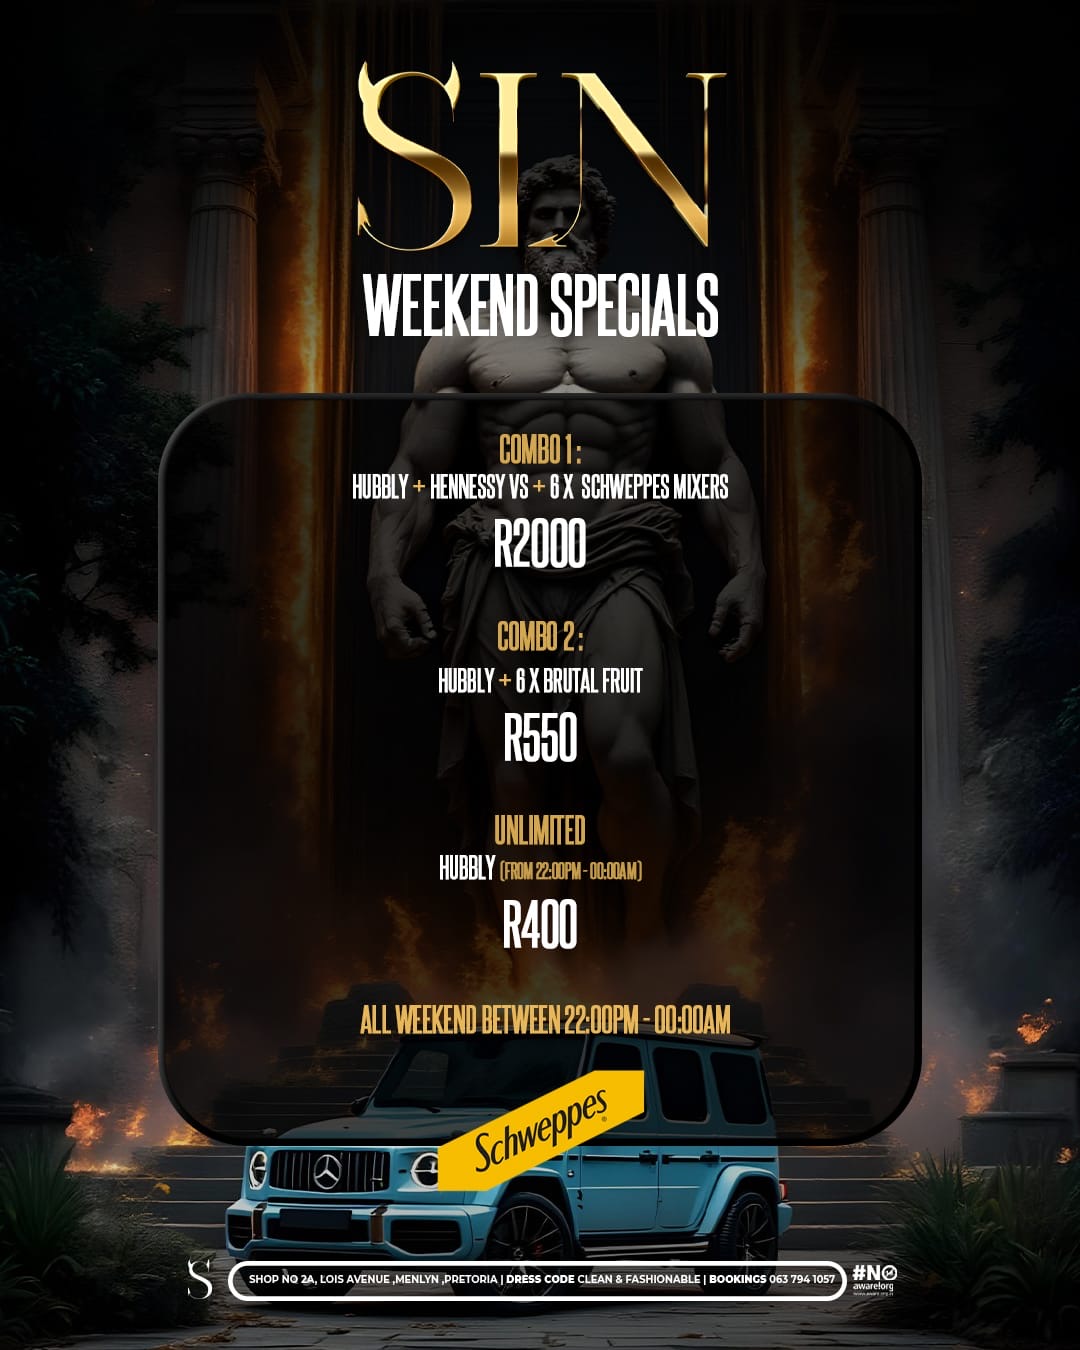 SIN
WEEKEND SPECIALS
COMBO 1 :
HUBBLY + HENNESSY VS + 6 X SCHWEPPES MIXERS
R2000
COMBO 2 :
HUBBLY + 6 X BRUTAL FRUIT
R550
UNLIMITED
HUBBLY (FROM 22:00PM - 00:00AM)
R400
ALL WEEKEND BETWEEN 22:00PM - 00:00AM
Schweppes
S SHOP NO 2A, LOIS AVENUE ,MENLYN ,PRETORIA | DRESS CODE CLEAN & FASHIONABLE | BOOKINGS 063 794 1057
#NO
aware.org